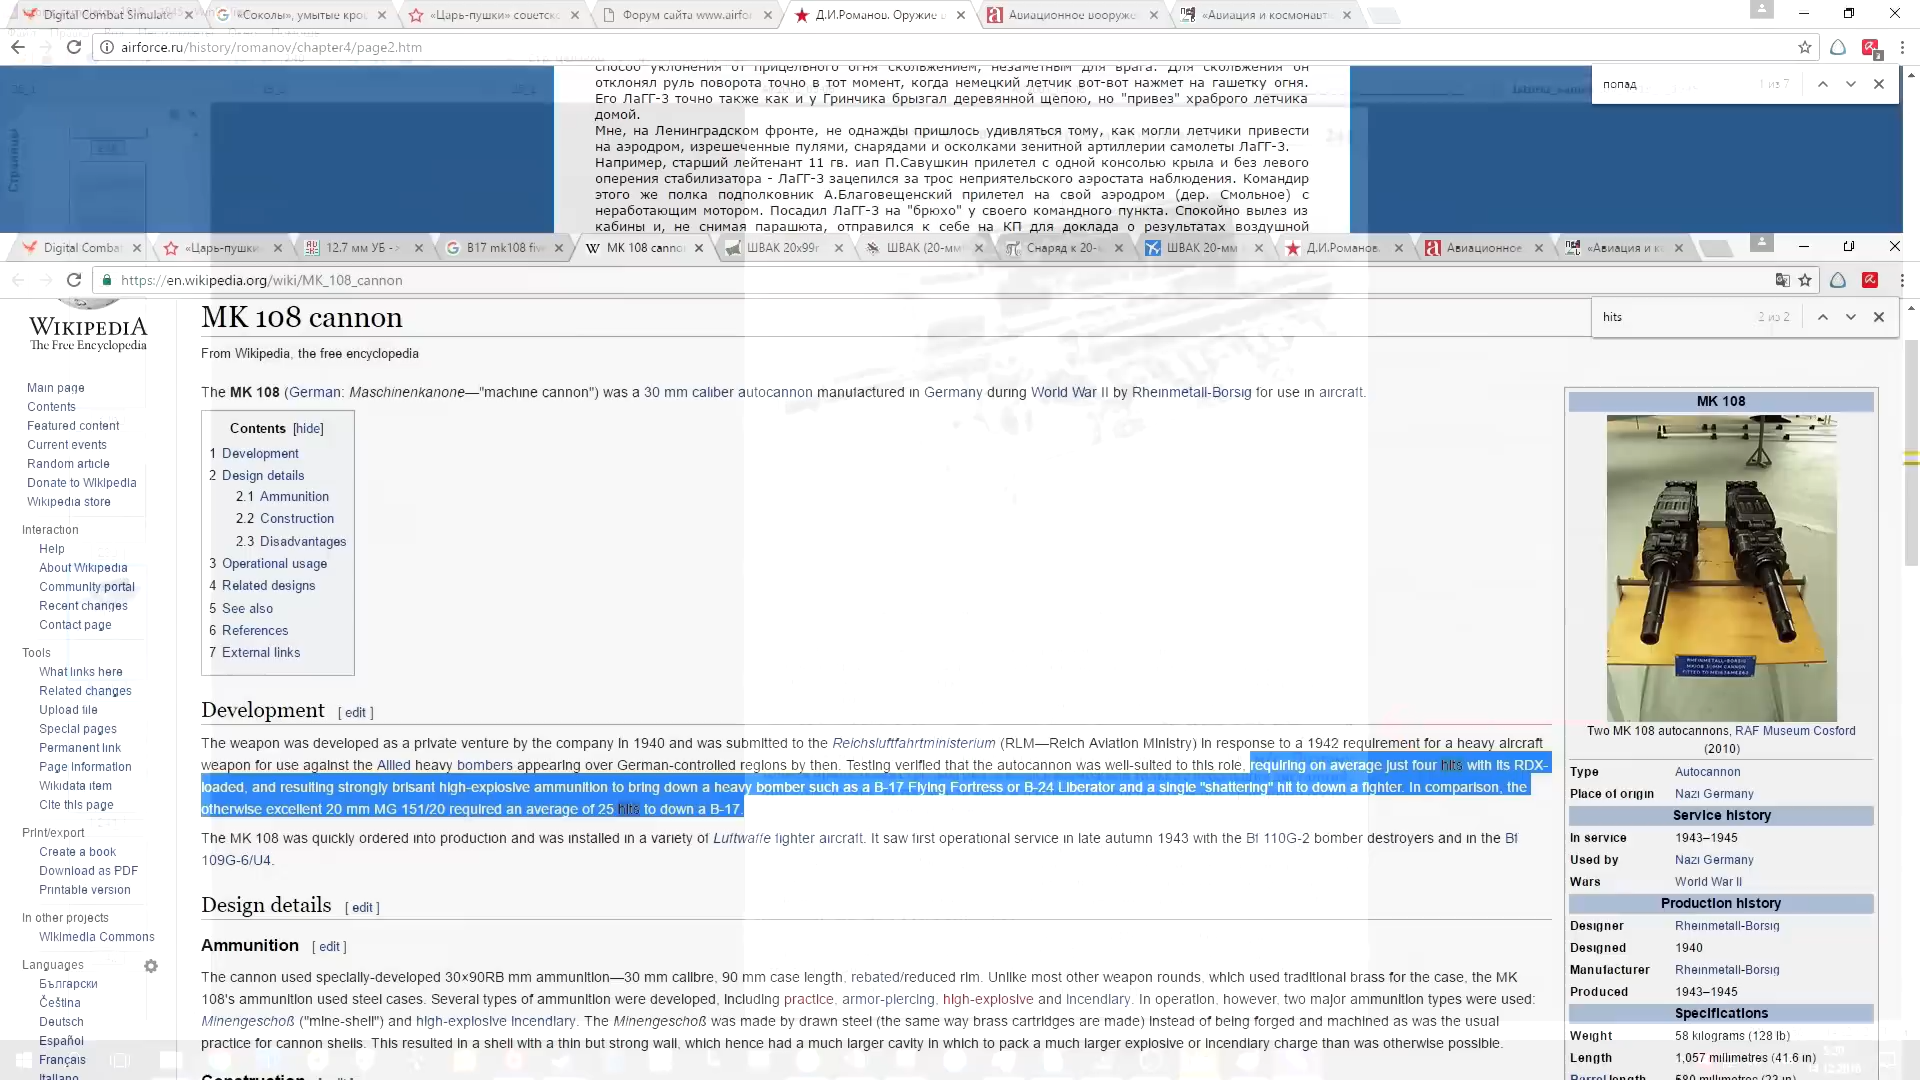 Digital Combat Simulato
«Соколы», умытые кров
«Царь-пушки» советско
Форум сайта www.airfor
Д.И.Романов. Оружие в
Авиационное вооруже
«Авиация и космонавти
airforce.ru/history/romanov/chapter4/page2.htm
попад
1 из 7
способ уклонения от прицельного огня скольжением, незаметным для врага. Для скольжения он
отклонял руль поворота точно в тот момент, когда немецкий летчик вот-вот нажмет на гашетку огня.
Его ЛаГГ-3 точно также как и у Гринчика брызгал деревянной щепою, но "привез" храброго летчика
домой.
Мне, на Ленинградском фронте, не однажды пришлось удивляться тому, как могли летчики привести
на аэродром, изрешеченные пулями, снарядами и осколками зенитной артиллерии самолеты ЛаГГ-3.
Например, старший лейтенант 11 гв. иап П.Савушкин прилетел с одной консолью крыла и без левого
оперения стабилизатора - ЛаГГ-3 зацепился за трос неприятельского аэростата наблюдения. Командир
этого же полка подполковник А.Благовещенский прилетел на свой аэродром (дер. Смольное) с
неработающим мотором. Посадил ЛаГГ-3 на "брюхо" у своего командного пункта. Спокойно вылез из
кабины и, не снимая парашюта, отправился к себе на КП для доклада о результатах воздушной
Страницы
Digital Combat
«Царь-пушки»
12.7 мм УБ -
B17 mk108 five
MK 108 cannon
ШВАК 20x99r
ШВАК (20-мм
Снаряд к 20-
ШВАК 20-мм
Д.И.Романов.
Авиационное
«Авиация и ко
https://en.wikipedia.org/wiki/MK_108_cannon
hits
2 из 2
WIKIPEDIA
The Free Encyclopedia
Main page
Contents
Featured content
Current events
Random article
Donate to Wikipedia
Wikipedia store
Interaction
Help
About Wikipedia
Community portal
Recent changes
Contact page
Tools
What links here
Related changes
Upload file
Special pages
Permanent link
Page information
Wikidata item
Cite this page
Print/export
Create a book
Download as PDF
Printable version
In other projects
Wikimedia Commons
Languages
Български
Čeština
Deutsch
Español
Français
Italiano
MK 108 cannon
From Wikipedia, the free encyclopedia
The MK 108 (German: Maschinenkanone—"machine cannon") was a 30 mm caliber autocannon manufactured in Germany during World War II by Rheinmetall-Borsig for use in aircraft.
Contents [hide]
1 Development
2 Design details
2.1 Ammunition
2.2 Construction
2.3 Disadvantages
3 Operational usage
4 Related designs
5 See also
6 References
7 External links
Development [ edit ]
The weapon was developed as a private venture by the company in 1940 and was submitted to the Reichsluftfahrtministerium (RLM—Reich Aviation Ministry) in response to a 1942 requirement for a heavy aircraft
weapon for use against the Allied heavy bombers appearing over German-controlled regions by then. Testing verified that the autocannon was well-suited to this role, requiring on average just four hits with its RDX-
loaded, and resulting strongly brisant high-explosive ammunition to bring down a heavy bomber such as a B-17 Flying Fortress or B-24 Liberator and a single "shattering" hit to down a fighter. In comparison, the
otherwise excellent 20 mm MG 151/20 required an average of 25 hits to down a B-17.
The MK 108 was quickly ordered into production and was installed in a variety of Luftwaffe fighter aircraft. It saw first operational service in late autumn 1943 with the Bf 110G-2 bomber destroyers and in the Bf
109G-6/U4.
Design details [ edit ]
Ammunition [ edit ]
The cannon used specially-developed 30×90RB mm ammunition—30 mm calibre, 90 mm case length, rebated/reduced rim. Unlike most other weapon rounds, which used traditional brass for the case, the MK
108's ammunition used steel cases. Several types of ammunition were developed, including practice, armor-piercing, high-explosive and incendiary. In operation, however, two major ammunition types were used:
Minengeschoß ("mine-shell") and high-explosive incendiary. The Minengeschoß was made by drawn steel (the same way brass cartridges are made) instead of being forged and machined as was the usual
practice for cannon shells. This resulted in a shell with a thin but strong wall, which hence had a much larger cavity in which to pack a much larger explosive or incendiary charge than was otherwise possible.
Construction
MK 108
RHEINMETALL-BORSIG
Two MK 108 autocannons, RAF Museum Cosford
(2010)
Type Autocannon
Place of origin Nazi Germany
Service history
In service 1943–1945
Used by Nazi Germany
Wars World War II
Production history
Designer Rheinmetall-Borsig
Designed 1940
Manufacturer Rheinmetall-Borsig
Produced 1943–1945
Specifications
Weight 58 kilograms (128 lb)
Length 1,057 millimetres (41.6 in)
Barrel length 580 millimetres (23 in)